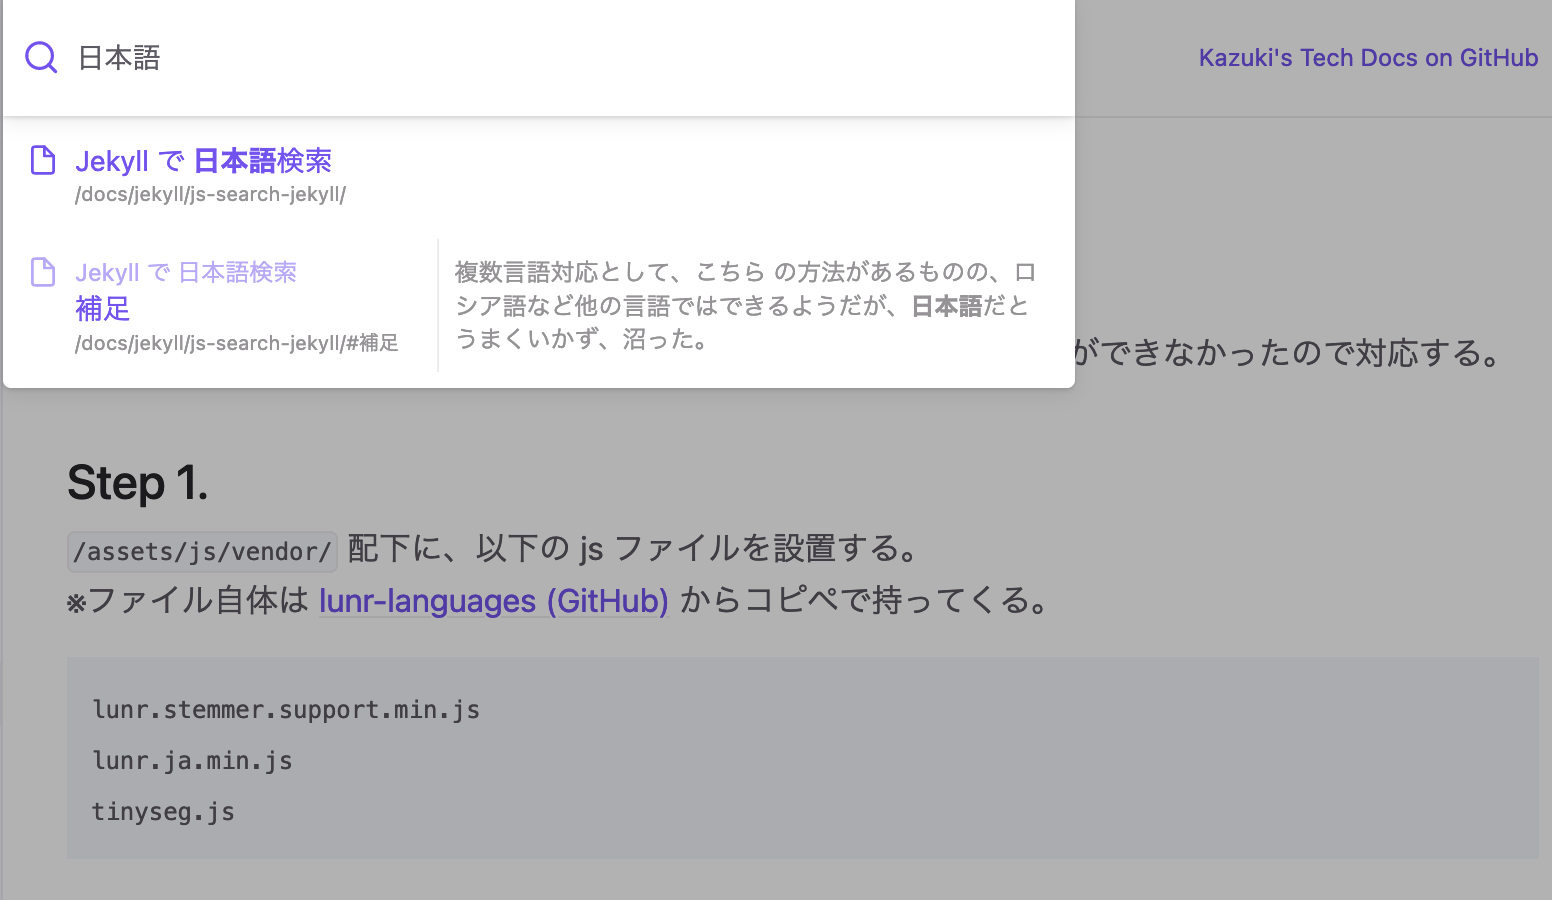 日本語
Kazuki's Tech Docs on GitHub
Jekyll で 日本語検索
/docs/jekyll/js-search-jekyll/
Jekyll で 日本語検索
補足
/docs/jekyll/js-search-jekyll/#補足
複数言語対応として、こちら の方法があるものの、ロ
シア語など他の言語ではできるようだが、日本語だと
うまくいかず、沼った。
ができなかったので対応する。
Step 1.
/assets/js/vendor/ 配下に、以下の js ファイルを設置する。
※ファイル自体は lunr-languages (GitHub) からコピペで持ってくる。
lunr.stemmer.support.min.js
lunr.ja.min.js
tinyseg.js